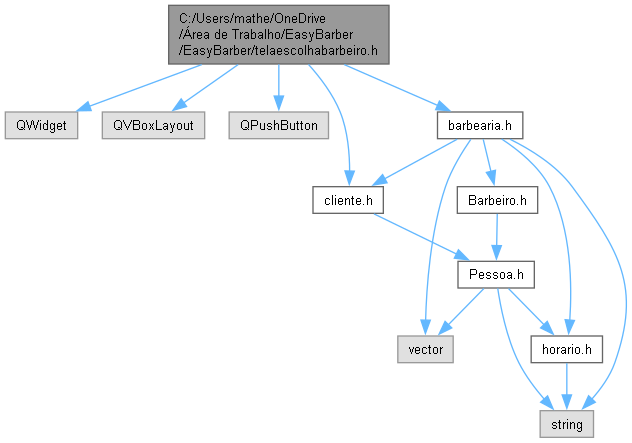 C:/Users/mathe/OneDrive
/Área de Trabalho/EasyBarber
/EasyBarber/telaescolhabarbeiro.h
QWidget
QVBoxLayout
QPushButton
barbearia.h
cliente.h
Barbeiro.h
Pessoa.h
vector
horario.h
string